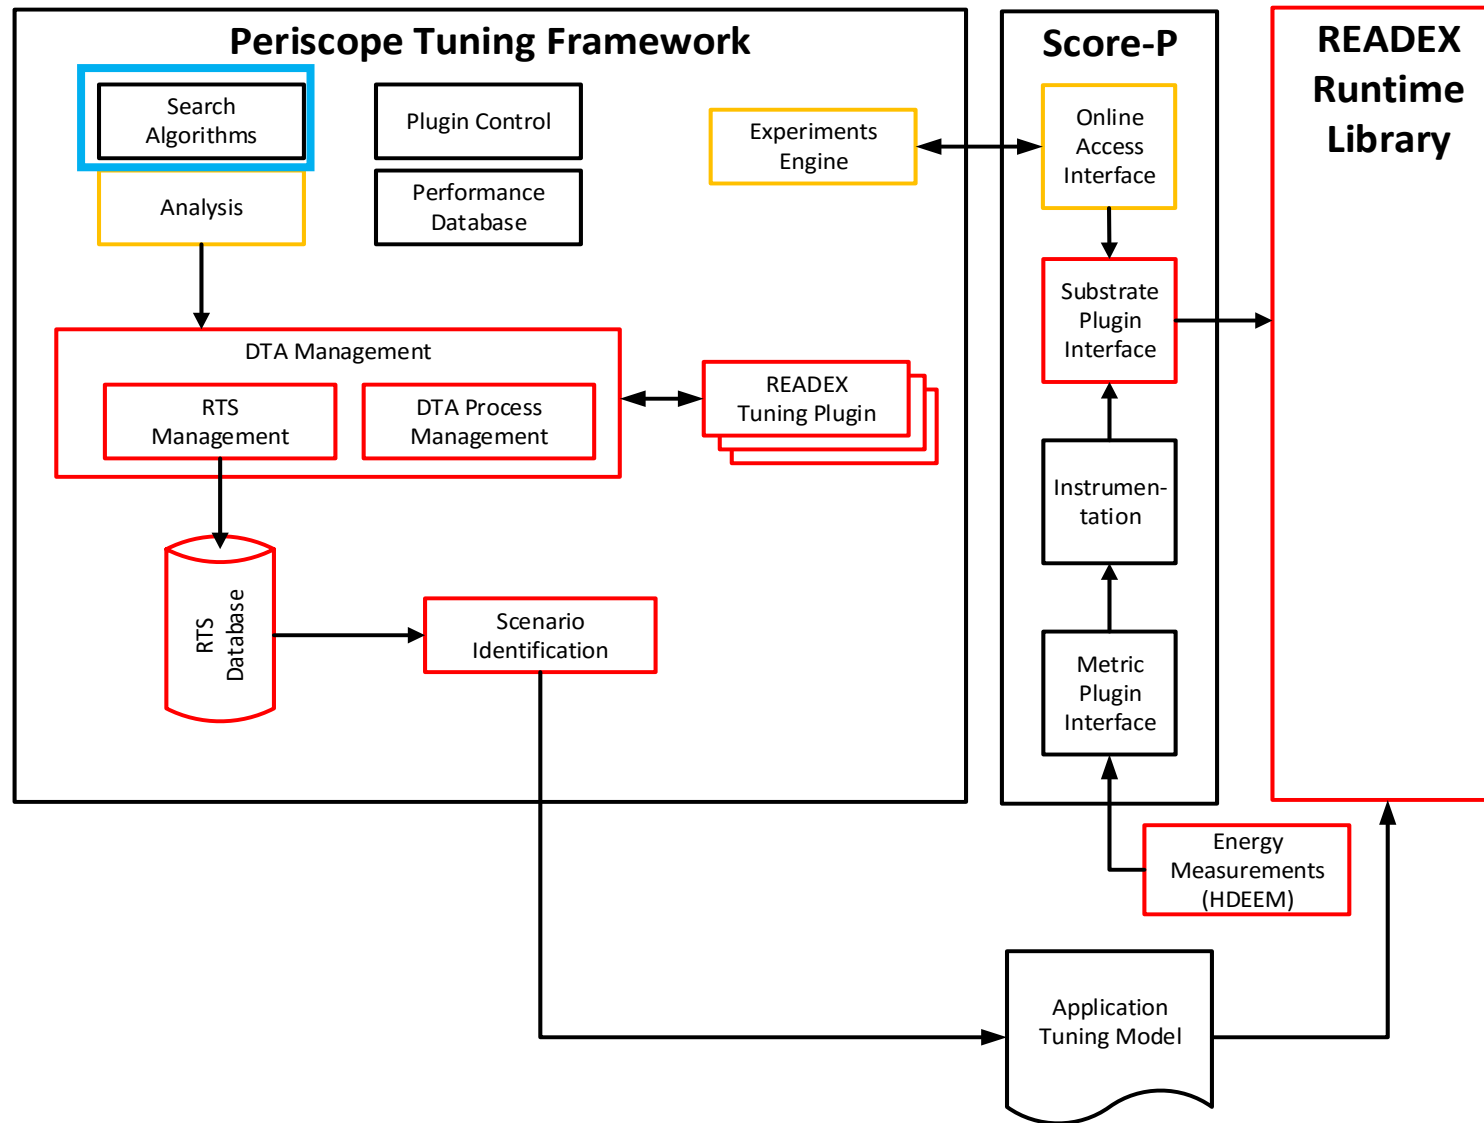 Periscope Tuning Framework
Search
Algorithms
Plugin Control
Analysis
Performance
Database
Experiments
Engine
DTA Management
RTS
Management
DTA Process
Management
READEX
Tuning Plugin
RTS
Database
Scenario
Identification
Score-P
Online
Access
Interface
Substrate
Plugin
Interface
Instrumen-
tation
Metric
Plugin
Interface
READEX
Runtime
Library
Energy
Measurements
(HDEEM)
Application
Tuning Model